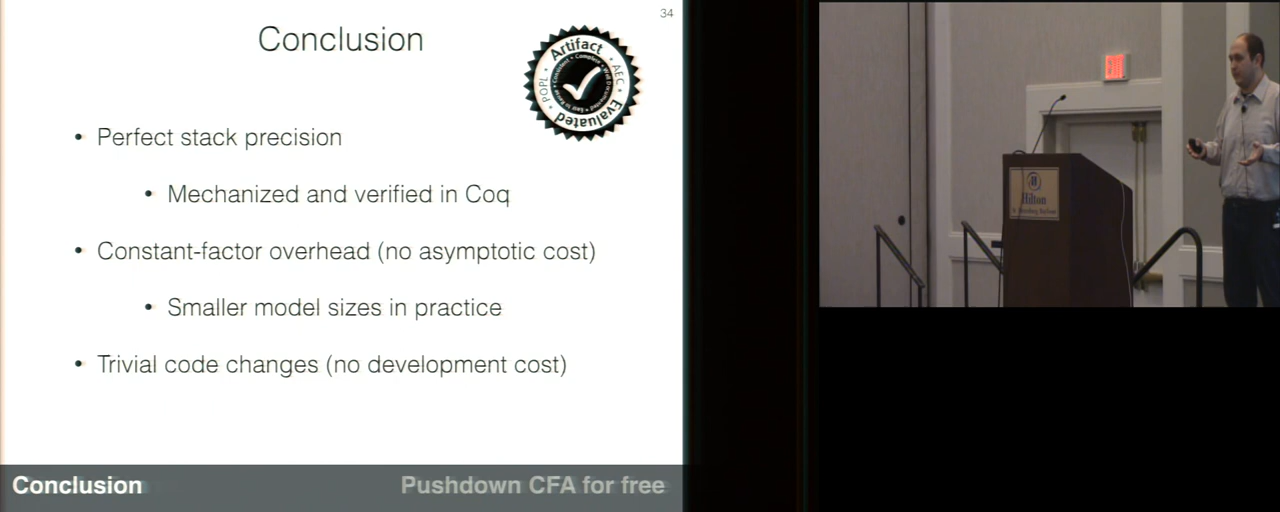 34
Conclusion
Artifact
POPL
AEC
Evaluated
Perfect stack precision
Mechanized and verified in Coq
Constant-factor overhead (no asymptotic cost)
Smaller model sizes in practice
Trivial code changes (no development cost)
Conclusion
Pushdown CFA for free
Hilton